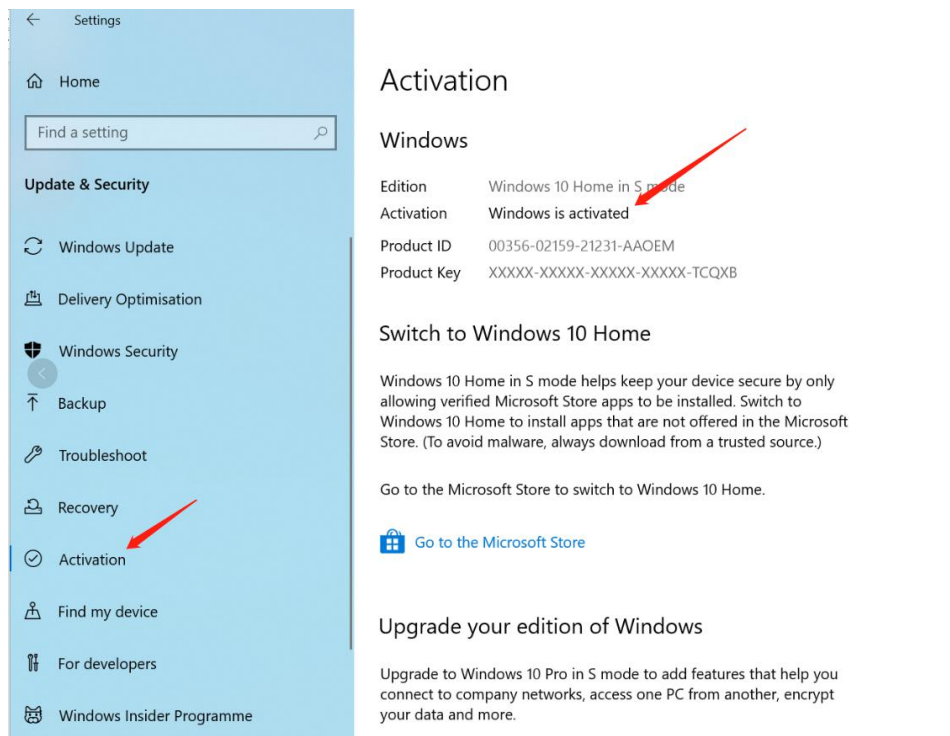 Settings
Home
Find a setting
Update & Security
Windows Update
Delivery Optimisation
Windows Security
Backup
Troubleshoot
Recovery
Activation
Find my device
For developers
Windows Insider Programme
Activation
Windows
Edition Windows 10 Home in S mode
Activation Windows is activated
Product ID 00356-02159-21231-AAOEM
Product Key XXXXX-XXXXX-XXXXX-XXXXX-TCQXB
Switch to Windows 10 Home
Windows 10 Home in S mode helps keep your device secure by only
allowing verified Microsoft Store apps to be installed. Switch to
Windows 10 Home to install apps that are not offered in the Microsoft
Store. (To avoid malware, always download from a trusted source.)
Go to the Microsoft Store to switch to Windows 10 Home.
Go to the Microsoft Store
Upgrade your edition of Windows
Upgrade to Windows 10 Pro in S mode to add features that help you
connect to company networks, access one PC from another, encrypt
your data and more.